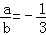 a/b = -1/3